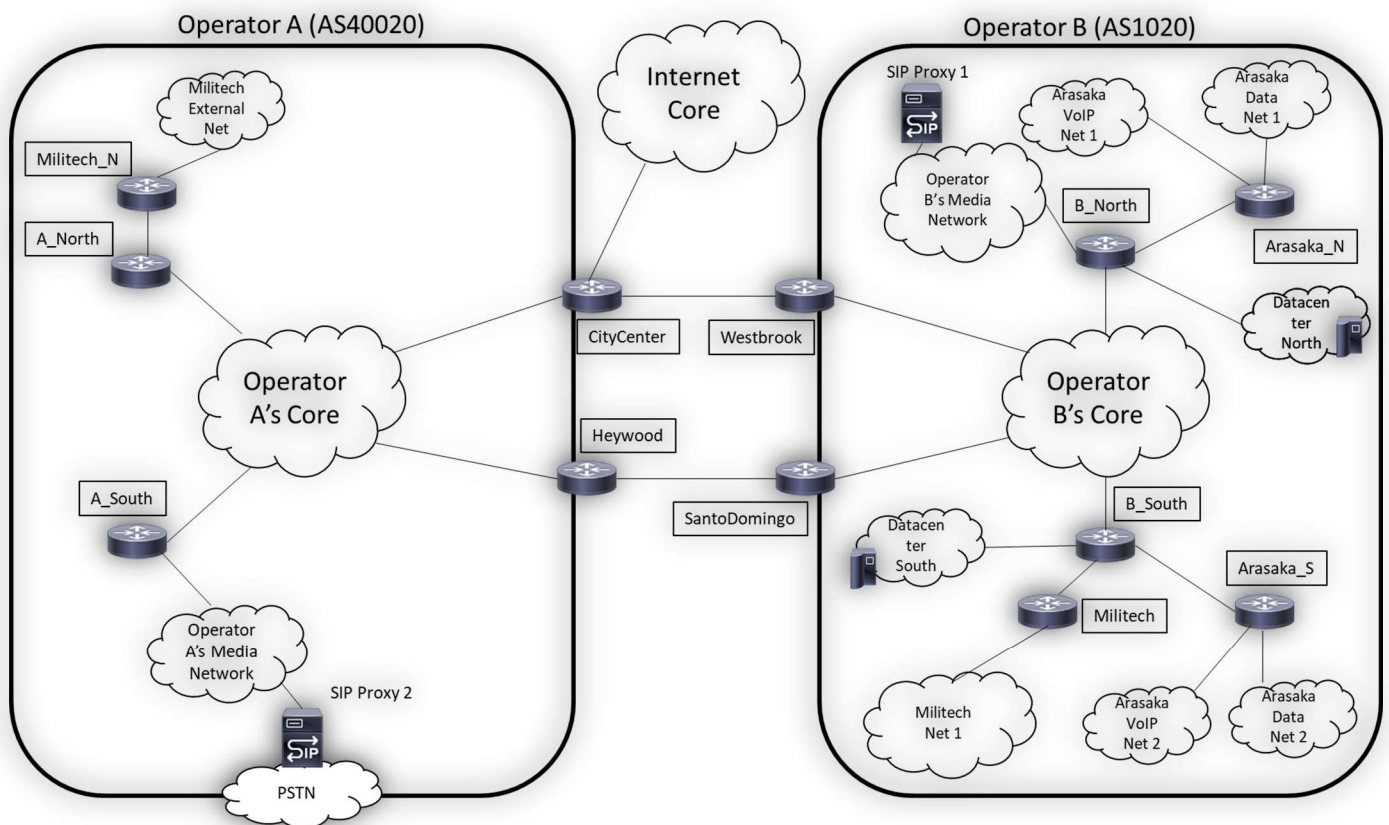 Operator A (AS40020)
Militech
External
Net
Militech_N
A_North
Operator
A's Core
A_South
Operator
A's Media
Network
SIP Proxy 2
SIP
PSTN
Internet
Core
CityCenter
Westbrook
Heywood
SantoDomingo
Operator B (AS1020)
SIP Proxy 1
SIP
Operator
B's Media
Network
Arasaka
VoIP
Net 1
Arasaka
Data
Net 1
B_North
Arasaka_N
Datacen
ter
North
Operator
B's Core
B_South
Datacen
ter
South
Arasaka_S
Militech
Militech
Net 1
Arasaka
VoIP
Net 2
Arasaka
Data
Net 2